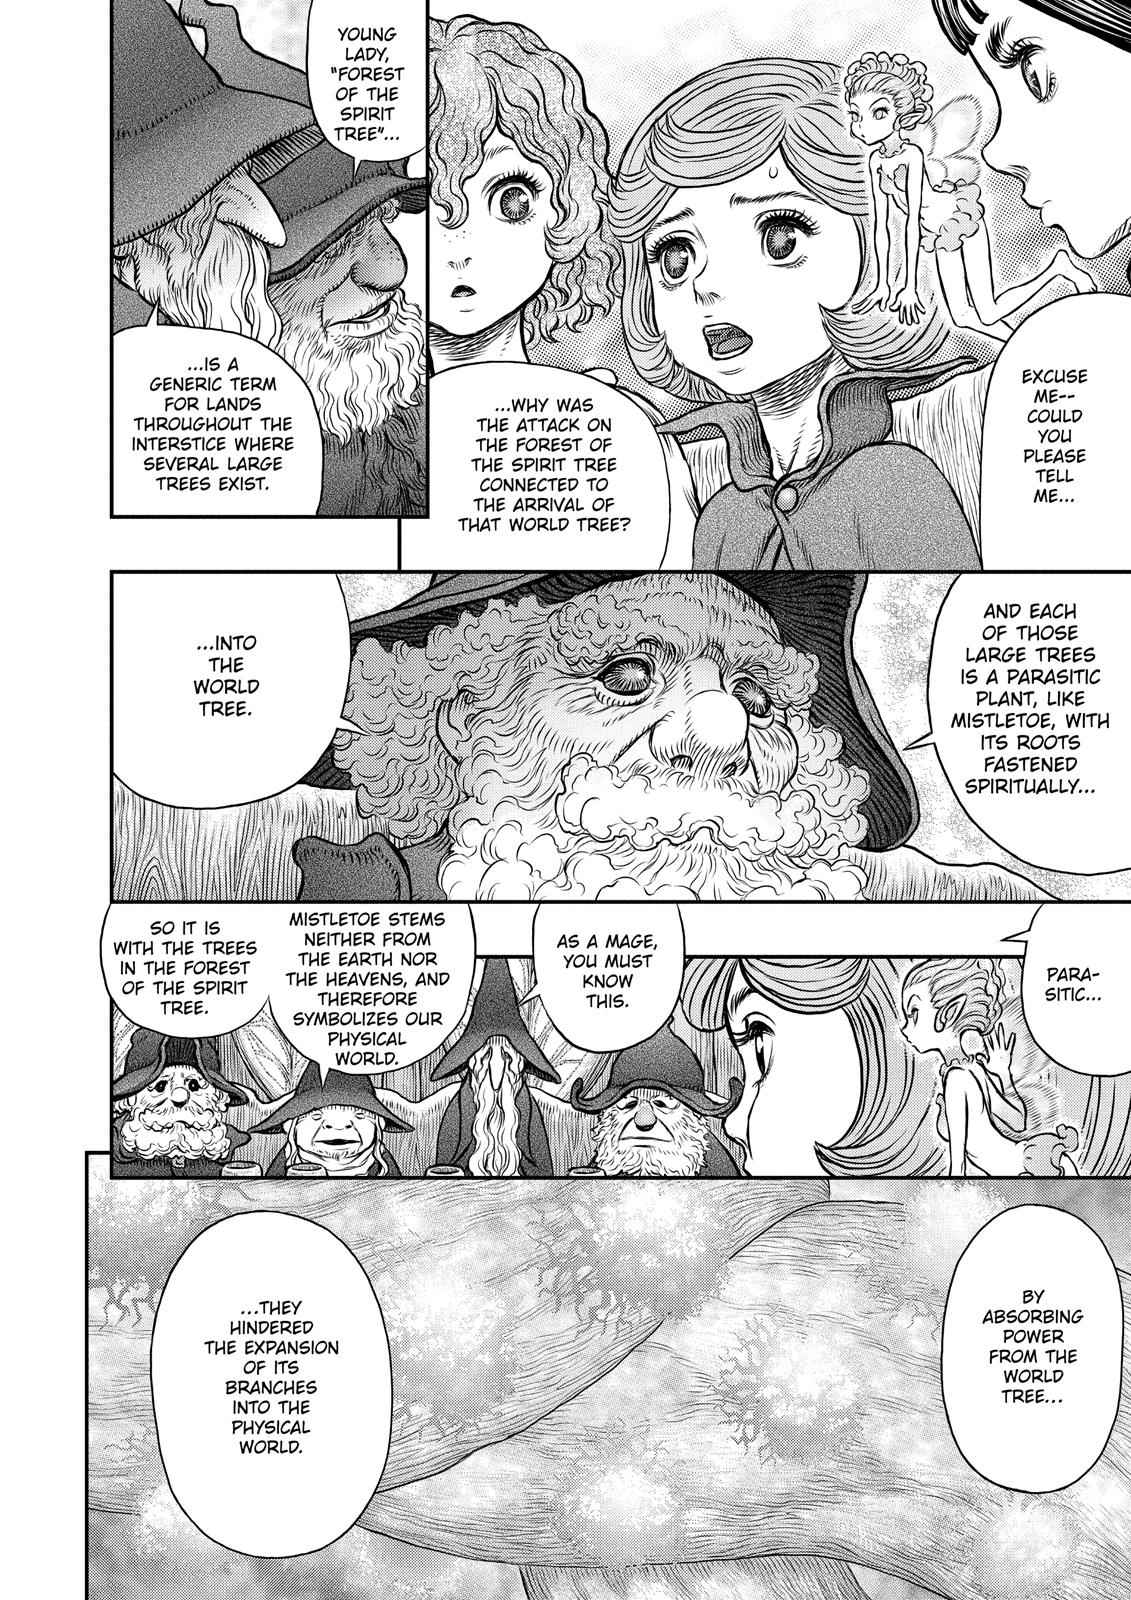 EXCUSE
ME--
COULD
YOU
PLEASE
TELL
ME...
...WHY WAS
THE ATTACK ON
THE FOREST OF
THE SPIRIT TREE
CONNECTED TO
THE ARRIVAL OF
THAT WORLD TREE?
YOUNG
LADY,
"FOREST
OF THE
SPIRIT
TREE"...
...IS A
GENERIC TERM
FOR LANDS
THROUGHOUT THE
INTERSTICE WHERE
SEVERAL LARGE
TREES EXIST.
AND EACH
OF THOSE
LARGE TREES
IS A PARASITIC
PLANT, LIKE
MISTLETOE, WITH
ITS ROOTS
FASTENED
SPIRITUALLY...
...INTO
THE
WORLD
TREE.
PARA-
SITIC...
AS A MAGE,
YOU MUST
KNOW
THIS.
MISTLETOE STEMS
NEITHER FROM
THE EARTH NOR
THE HEAVENS, AND
THEREFORE
SYMBOLIZES OUR
PHYSICAL
WORLD.
SO IT IS
WITH THE TREES
IN THE FOREST
OF THE SPIRIT
TREE.
BY
ABSORBING
POWER
FROM THE
WORLD
TREE...
...THEY
HINDERED
THE EXPANSION
OF ITS
BRANCHES
INTO THE
PHYSICAL
WORLD.